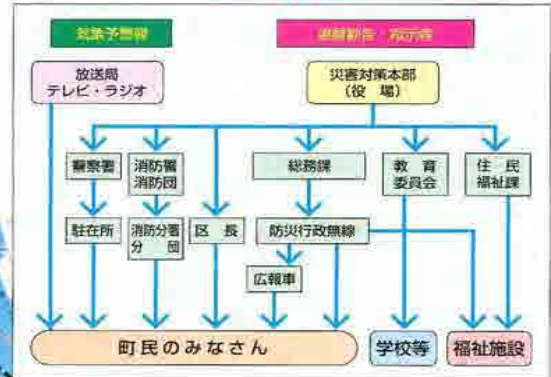 気象予警報
避難勧告・指示等
放送局
テレビ・ラジオ
災害対策本部
(役 場)
警察署
消防署
消防団
総務課
教 育
委員会
住 民
福祉課
駐在所
消防分署
分 団
区 長
防災行政無線
広報車
町民のみなさん
学校等
福祉施設